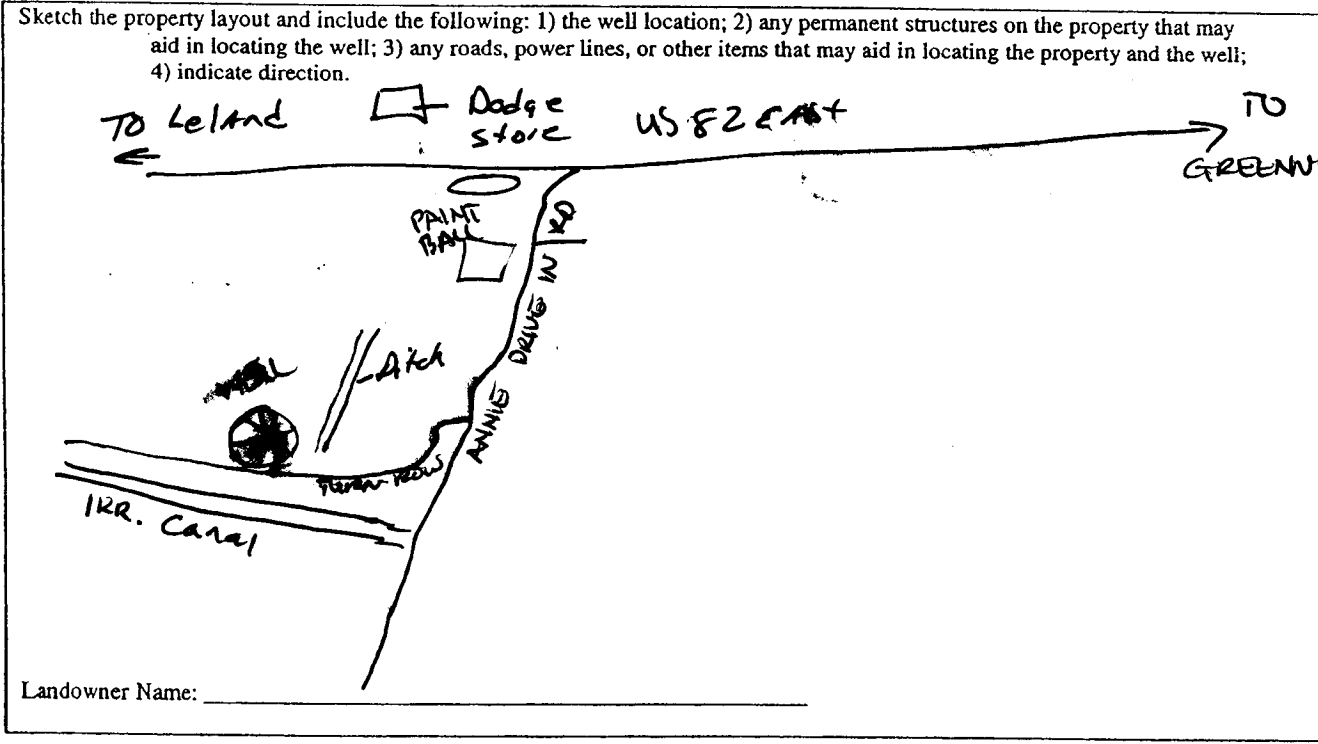 Sketch the property layout and include the following: 1) the well location; 2) any permanent structures on the property that may
aid in locating the well; 3) any roads, power lines, or other items that may aid in locating the property and the well;
4) indicate direction.
TO Leland
Dodge
store
US 82 EAST
TO
GREENW
PAINT
BALL
ANNIE DRIVE IN RD
Ditch
Turn Row
IRR. Canal
Landowner Name: